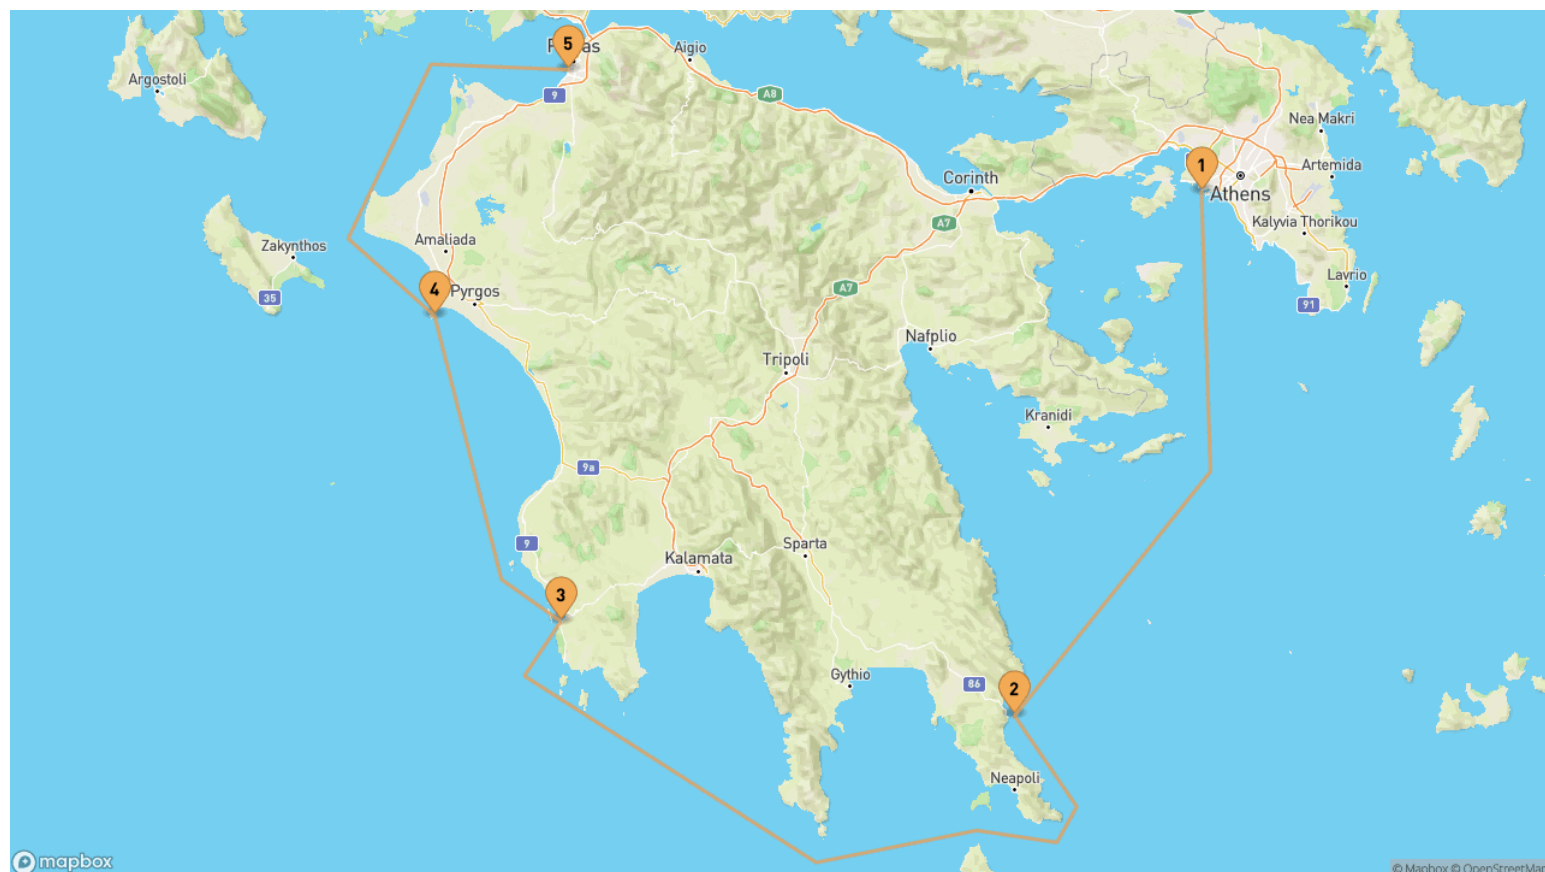 5
P as
Aigio
Argostoli
9
A8
Nea Makri
1
Artemida
Corinth
Athens
A7
Kalyvia Thorikou
Amaliada
Zakynthos
Lavrio
4
Pyrgos
35
A7
91
Nafplio
Tripoli
Kranidi
9a
9
Sparta
Kalamata
3
Gythio
86
2
Neapoli
mapbox
© Mapbox © OpenStreetMap